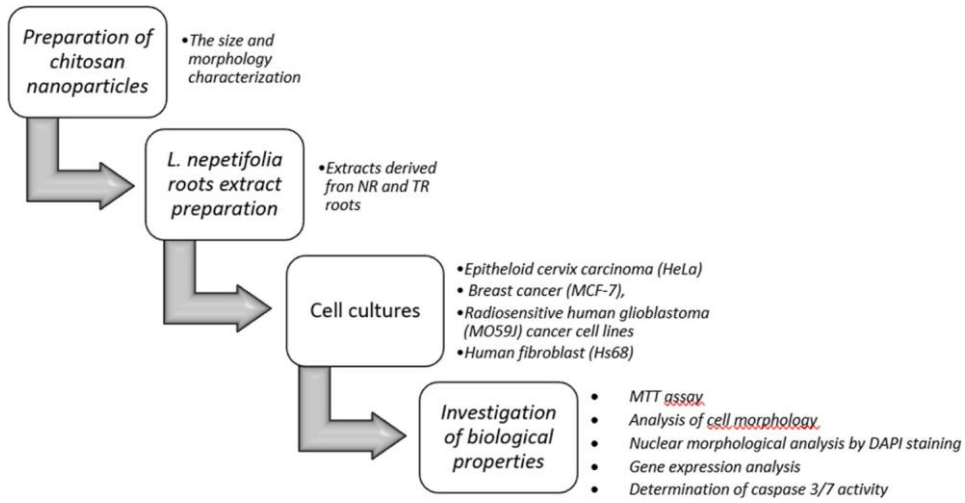 Preparation of
chitosan
nanoparticles
•The size and
morphology
characterization
L. nepetifolia
roots extract
preparation
•Extracts derived
fron NR and TR
roots
Cell cultures
•Epitheloid cervix carcinoma (HeLa)
• Breast cancer (MCF-7),
•Radiosensitive human glioblastoma
(MO59J) cancer cell lines
•Human fibroblast (Hs68)
Investigation
of biological
properties
• MTT assay
• Analysis of cell morphology
• Nuclear morphological analysis by DAPI staining
• Gene expression analysis
• Determination of caspase 3/7 activity